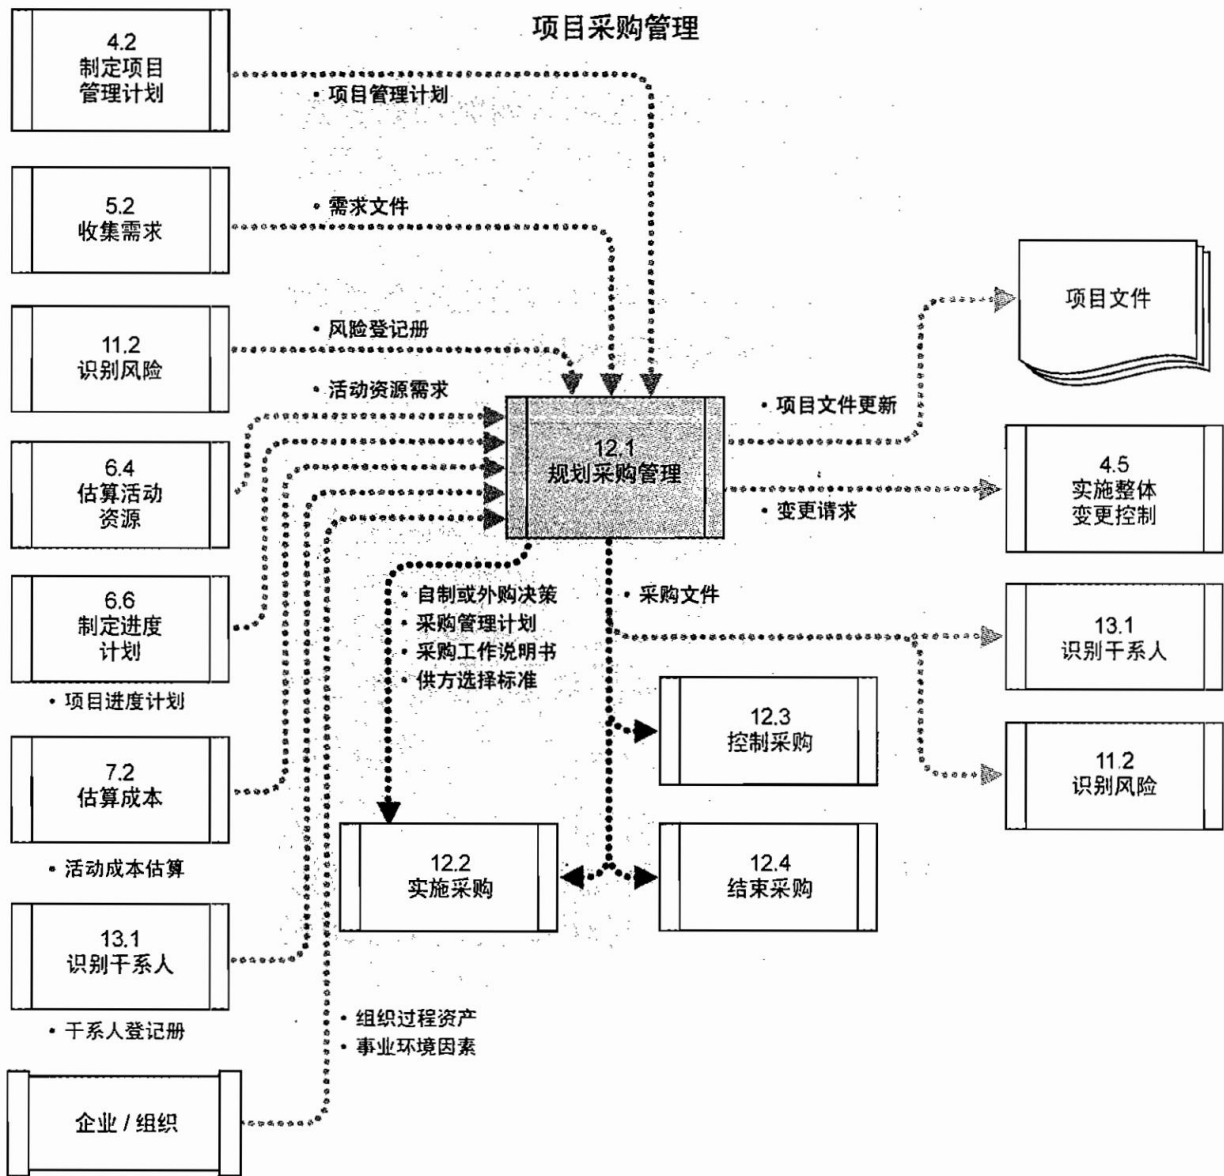 项目采购管理
4.2
制定项目
管理计划
• 项目管理计划
5.2
收集需求
• 需求文件
11.2
识别风险
• 风险登记册
• 活动资源需求
6.4
估算活动
资源
6.6
制定进度
计划
• 项目进度计划
7.2
估算成本
• 活动成本估算
13.1
识别干系人
• 干系人登记册
企业 / 组织
• 组织过程资产
• 事业环境因素
12.1
规划采购管理
• 自制或外购决策
• 采购管理计划
• 采购工作说明书
• 供方选择标准
• 采购文件
12.2
实施采购
12.3
控制采购
12.4
结束采购
• 项目文件更新
项目文件
• 变更请求
4.5
实施整体
变更控制
13.1
识别干系人
11.2
识别风险